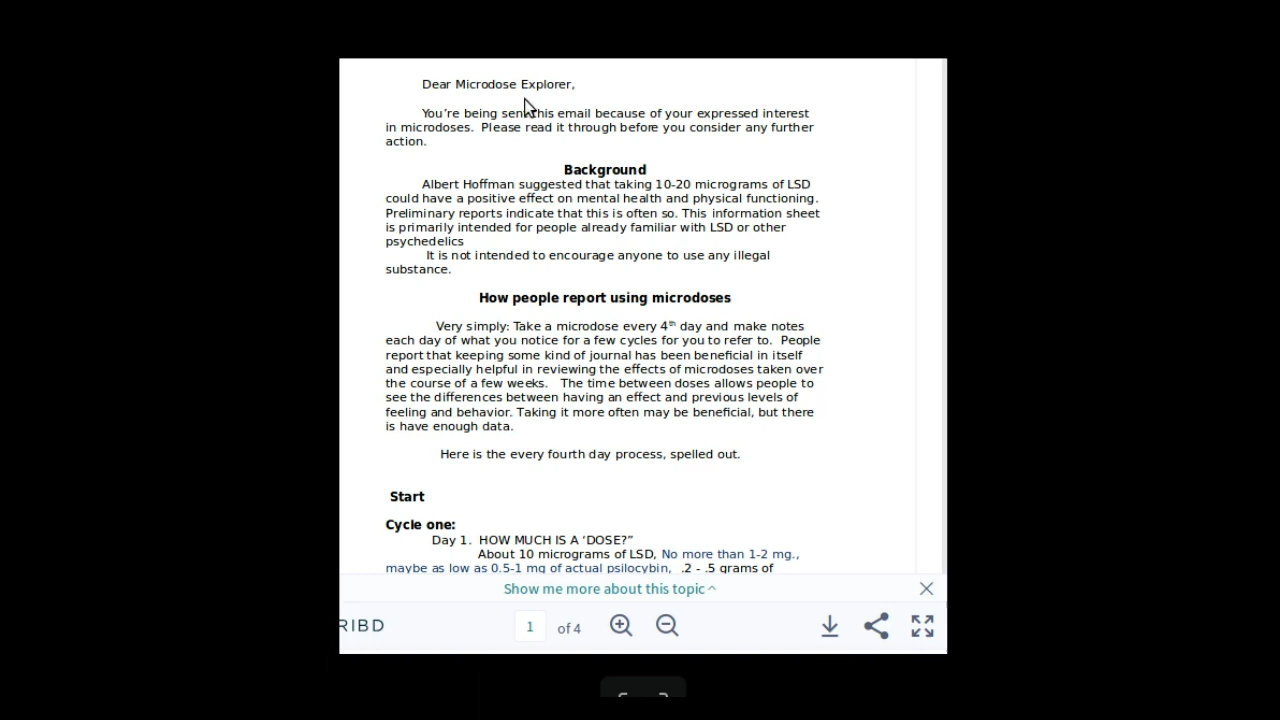 Dear Microdose Explorer,
You're being sent this email because of your expressed interest
in microdoses. Please read it through before you consider any further
action.
Background
Albert Hoffman suggested that taking 10-20 micrograms of LSD
could have a positive effect on mental health and physical functioning.
Preliminary reports indicate that this is often so. This information sheet
is primarily intended for people already familiar with LSD or other
psychedelics
It is not intended to encourage anyone to use any illegal
substance.
How people report using microdoses
Very simply: Take a microdose every 4th day and make notes
each day of what you notice for a few cycles for you to refer to. People
report that keeping some kind of journal has been beneficial in itself
and especially helpful in reviewing the effects of microdoses taken over
the course of a few weeks. The time between doses allows people to
see the differences between having an effect and previous levels of
feeling and behavior. Taking it more often may be beneficial, but there
is have enough data.
Here is the every fourth day process, spelled out.
Start
Cycle one:
Day 1. HOW MUCH IS A ‘DOSE?”
About 10 micrograms of LSD, No more than 1-2 mg.,
maybe as low as 0.5-1 mg of actual psilocybin, .2 - .5 grams of
Show me more about this topic
RIBD 1 of 4